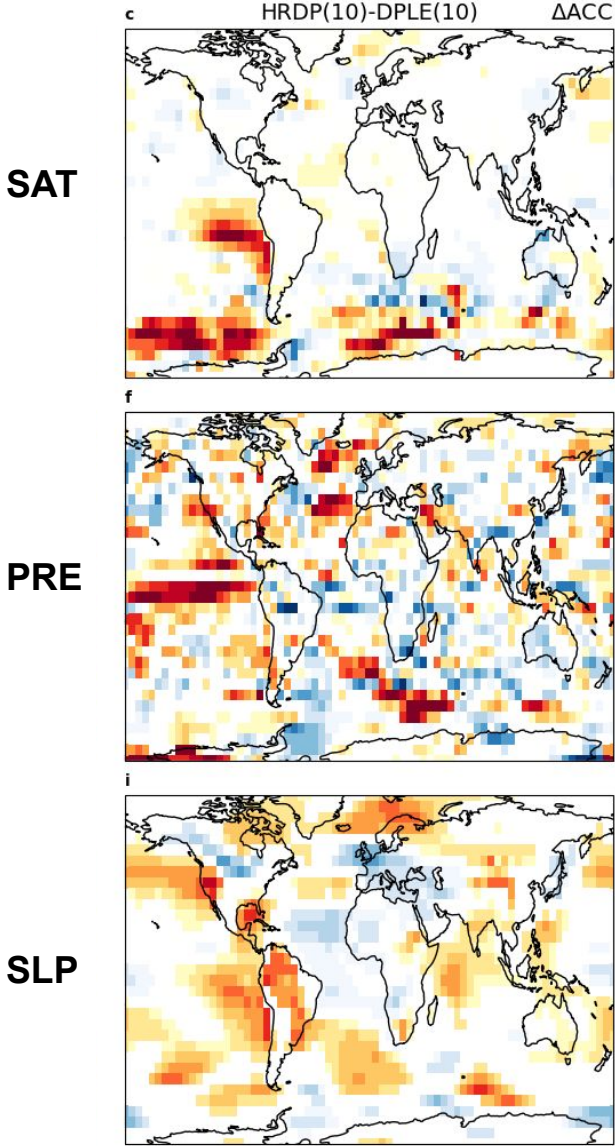 c HRDP(10)-DPLE(10) ΔACC
SAT
f
PRE
i
SLP